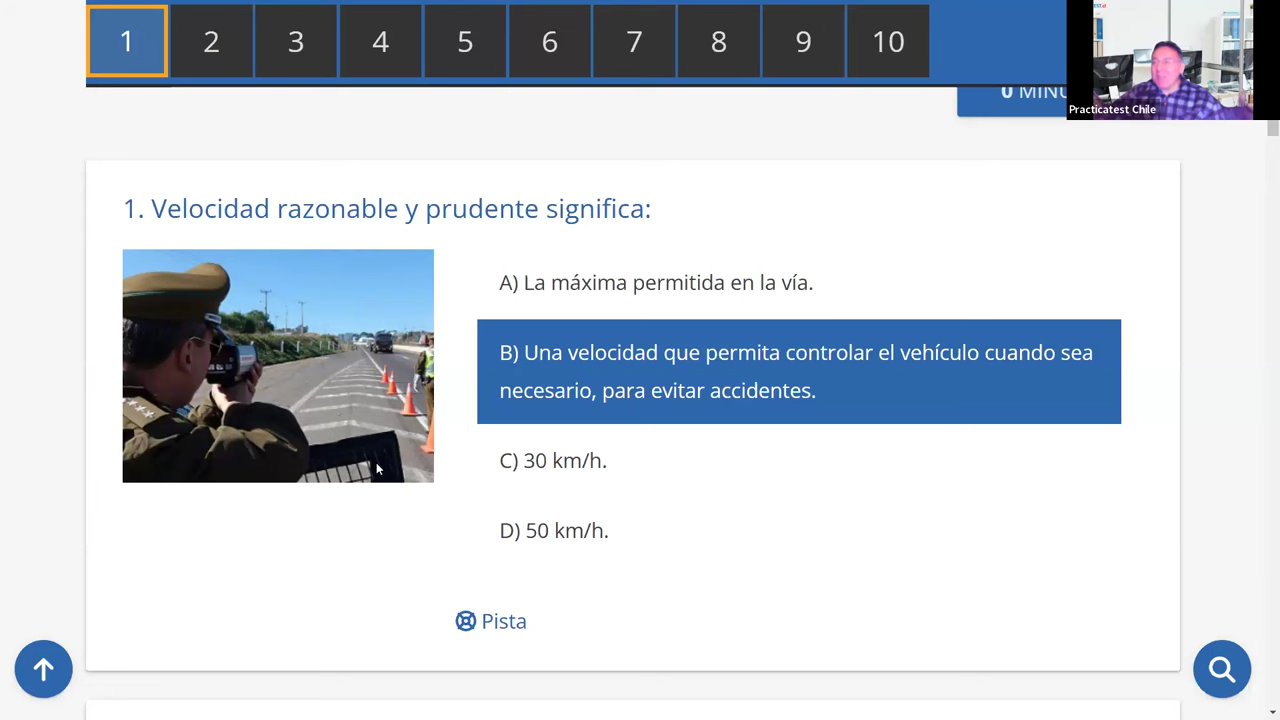 1 2 3 4 5 6 7 8 9 10
0 MINU
Practicatest Chile
1. Velocidad razonable y prudente significa:
A) La máxima permitida en la vía.
B) Una velocidad que permita controlar el vehículo cuando sea
necesario, para evitar accidentes.
C) 30 km/h.
D) 50 km/h.
Pista